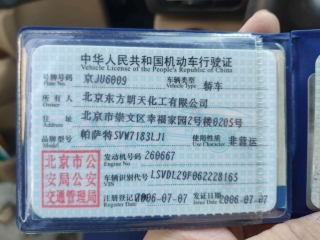 中华人民共和国机动车行驶证
Vehicle License of the People's Republic of China
号牌号码 京JU6009 车辆类型 轿车
Plate No. Vehicle Type
所有人 北京东方明天化工有限公司
Owner
住址 北京市崇文区幸福家园2号楼0205号
Address
品牌型号 帕萨特SVW7183LJi 使用性质 非营运
Model Use Character
北京市公
安局公安
交通管理局
发动机号码 260667
Engine No.
车辆识别代号 LSVDL29F062228165
VIN
注册登记日期 2006-07-07 发证日期 2006-07-07
Register Date Issue Date